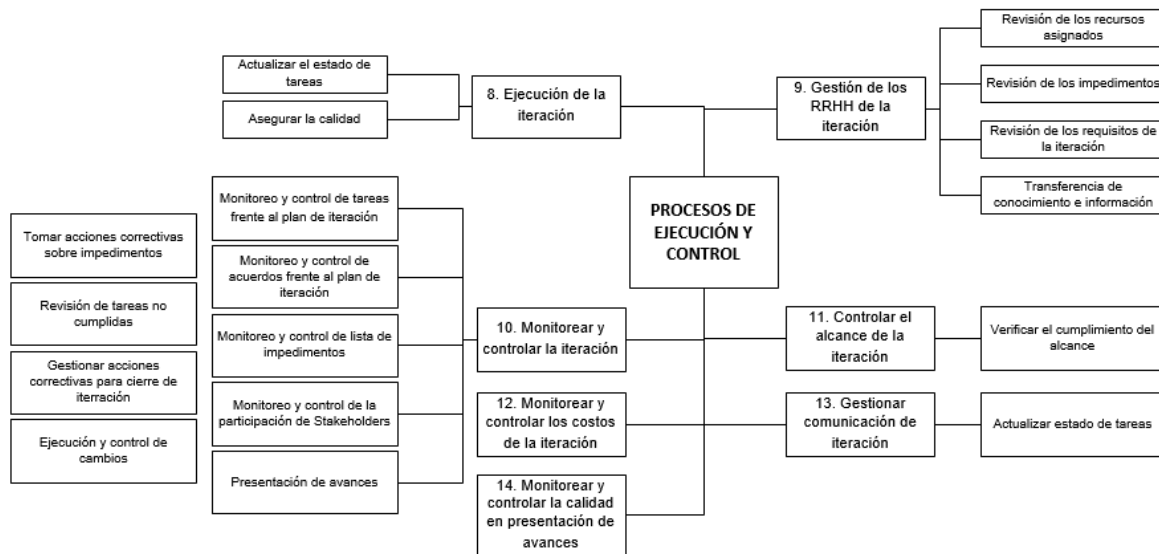 Actualizar el estado de
tareas
Asegurar la calidad
8. Ejecución de la
iteración
9. Gestión de los
RRHH de la
iteración
Revisión de los recursos
asignados
Revisión de los impedimentos
Revisión de los requisitos de
la iteración
Transferencia de
conocimiento e información
PROCESOS DE
EJECUCIÓN Y
CONTROL
Tomar acciones correctivas
sobre impedimentos
Revisión de tareas no
cumplidas
Gestionar acciones
correctivas para cierre de
iterración
Ejecución y control de
cambios
Monitoreo y control de tareas
frente al plan de iteración
Monitoreo y control de
acuerdos frente al plan de
iteración
Monitoreo y control de lista de
impedimentos
Monitoreo y control de la
participación de Stakeholders
Presentación de avances
10. Monitorear y
controlar la iteración
11. Controlar el
alcance de la
iteración
Verificar el cumplimiento del
alcance
12. Monitorear y
controlar los costos
de la iteración
13. Gestionar
comunicación de
iteración
Actualizar estado de tareas
14. Monitorear y
controlar la calidad
en presentación de
avances